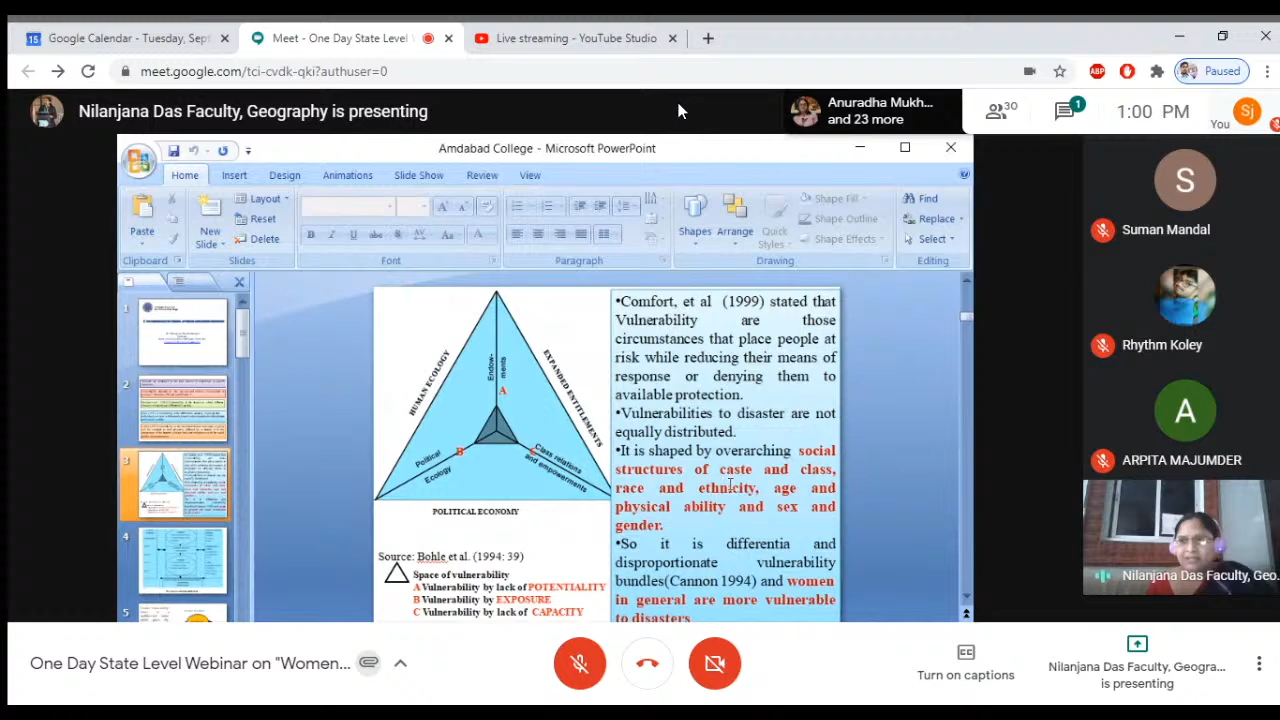 15 Google Calendar - Tuesday, Sept
Meet - One Day State Level
Live streaming - YouTube Studio
meet.google.com/tci-cvdk-qki?authuser=0
ABP
Paused
Nilanjana Das Faculty, Geography is presenting
Anuradha Mukh...
and 23 more
30
1
1:00 PM
You
Sj
Amdabad College - Microsoft PowerPoint
Home Insert Design Animations Slide Show Review View
Paste
New
Slide
Layout
Reset
Delete
Shapes
Arrange
Quick
Styles
Shape Fill
Shape Outline
Shape Effects
Find
Replace
Select
Clipboard Slides Font Paragraph Drawing Editing
1
2
3
4
5
HUMAN ECOLOGY
EXPANDED ENTITLEMENTS
Endow-
ments
A
B
Political
Ecology
Class relations
and empowerments
POLITICAL ECONOMY
Source: Bohle et al. (1994: 39)
Space of vulnerability
A Vulnerability by lack of POTENTIALITY
B Vulnerability by EXPOSURE
C Vulnerability by lack of CAPACITY
•Comfort, et al (1999) stated that
Vulnerability are those
circumstances that place people at
risk while reducing their means of
response or denying them to
available protection.
•Vulnerabilities to disaster are not
equally distributed.
•It is shaped by overarching social
structures of caste and class,
race and ethnicity, age and
physical ability and sex and
gender.
•So it is differentia and
disproportionate vulnerability
bundles(Cannon 1994) and women
in general are more vulnerable
to disasters
S
Suman Mandal
Rhythm Koley
A
ARPITA MAJUMDER
Nilanjana Das Faculty, Geo...
One Day State Level Webinar on "Women...
CC
Turn on captions
Nilanjana Das Faculty, Geogra...
is presenting